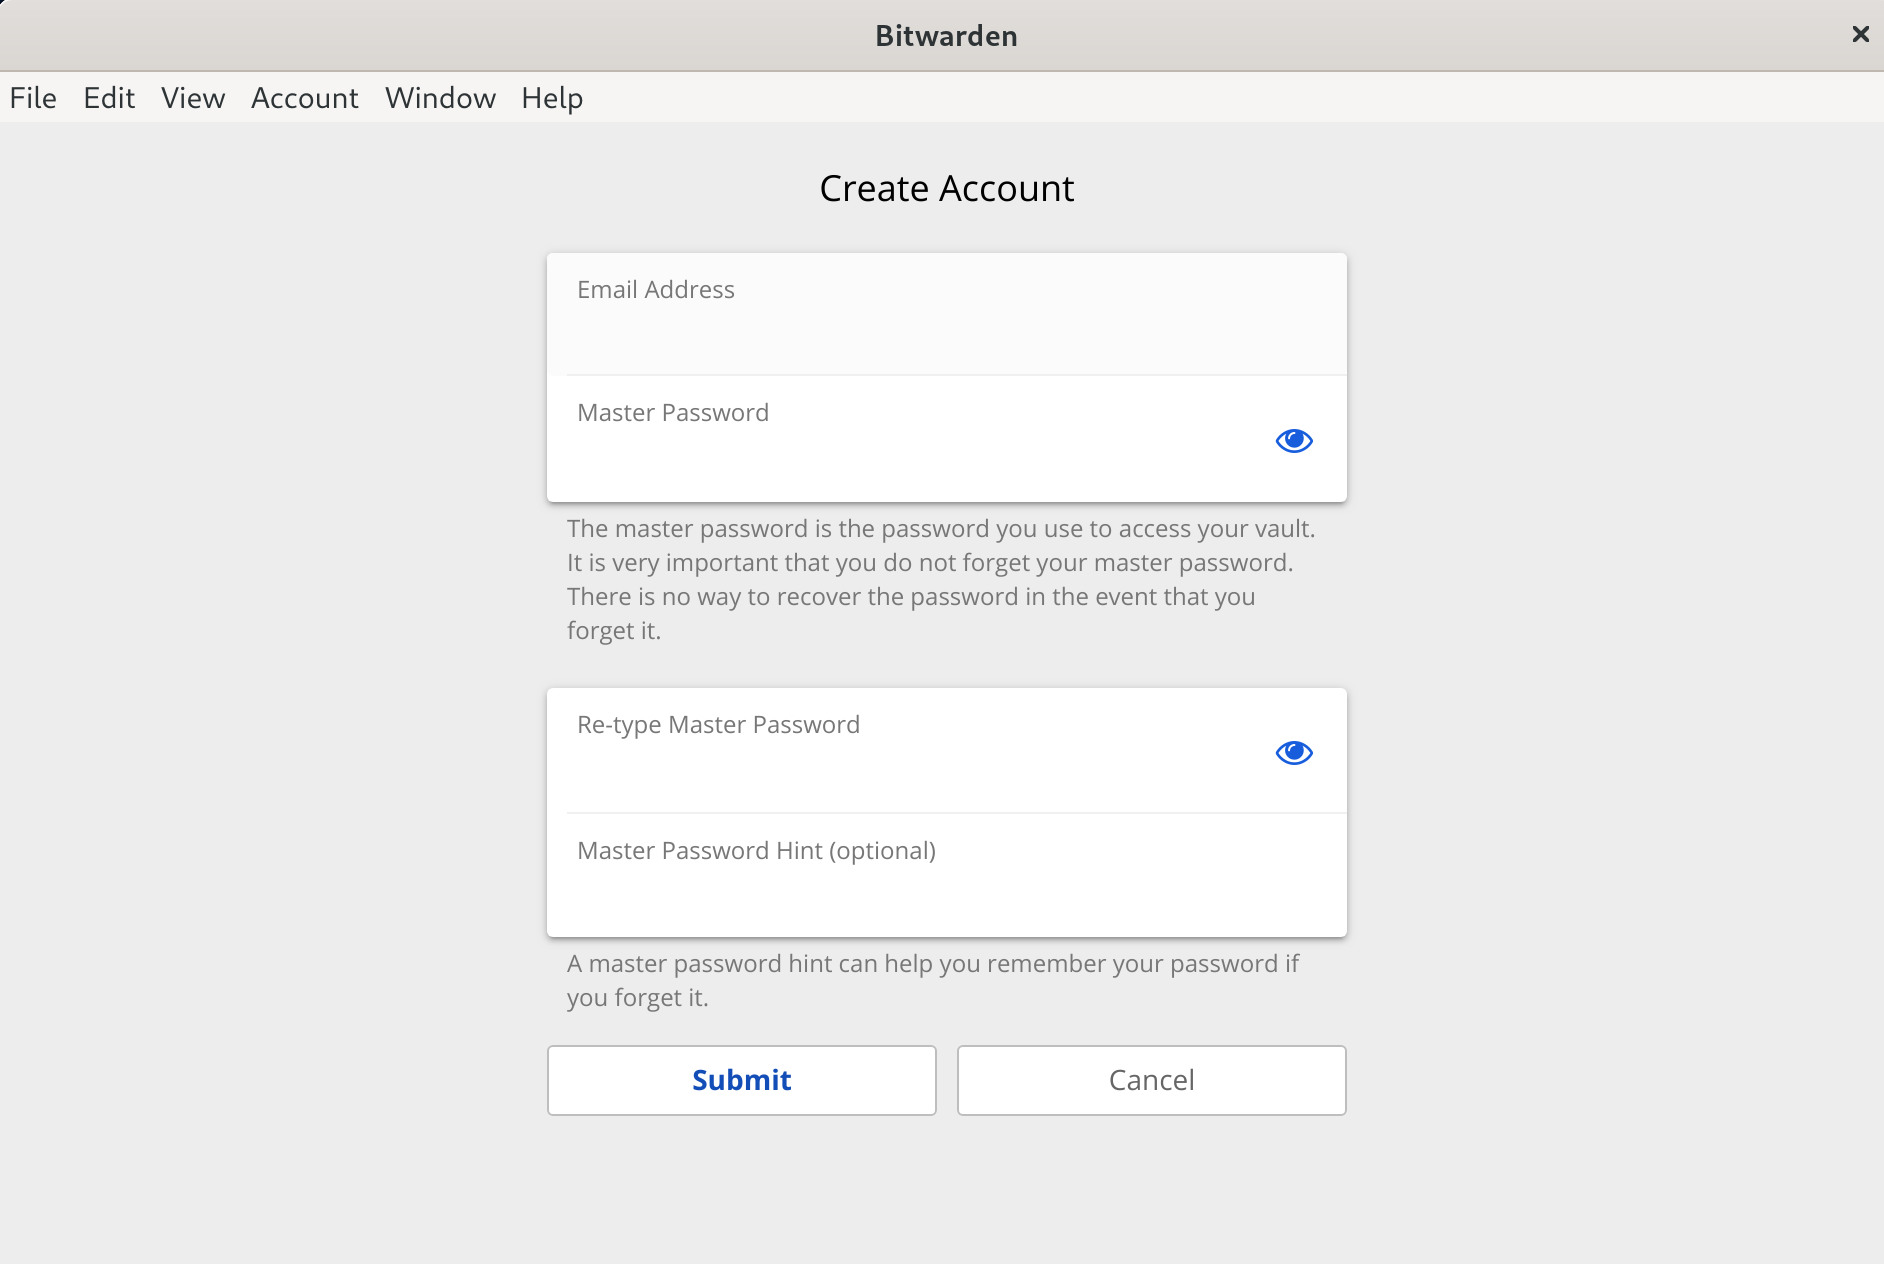 Bitwarden
File Edit View Account Window Help
Create Account
Email Address
Master Password
The master password is the password you use to access your vault.
It is very important that you do not forget your master password.
There is no way to recover the password in the event that you
forget it.
Re-type Master Password
Master Password Hint (optional)
A master password hint can help you remember your password if
you forget it.
Submit Cancel